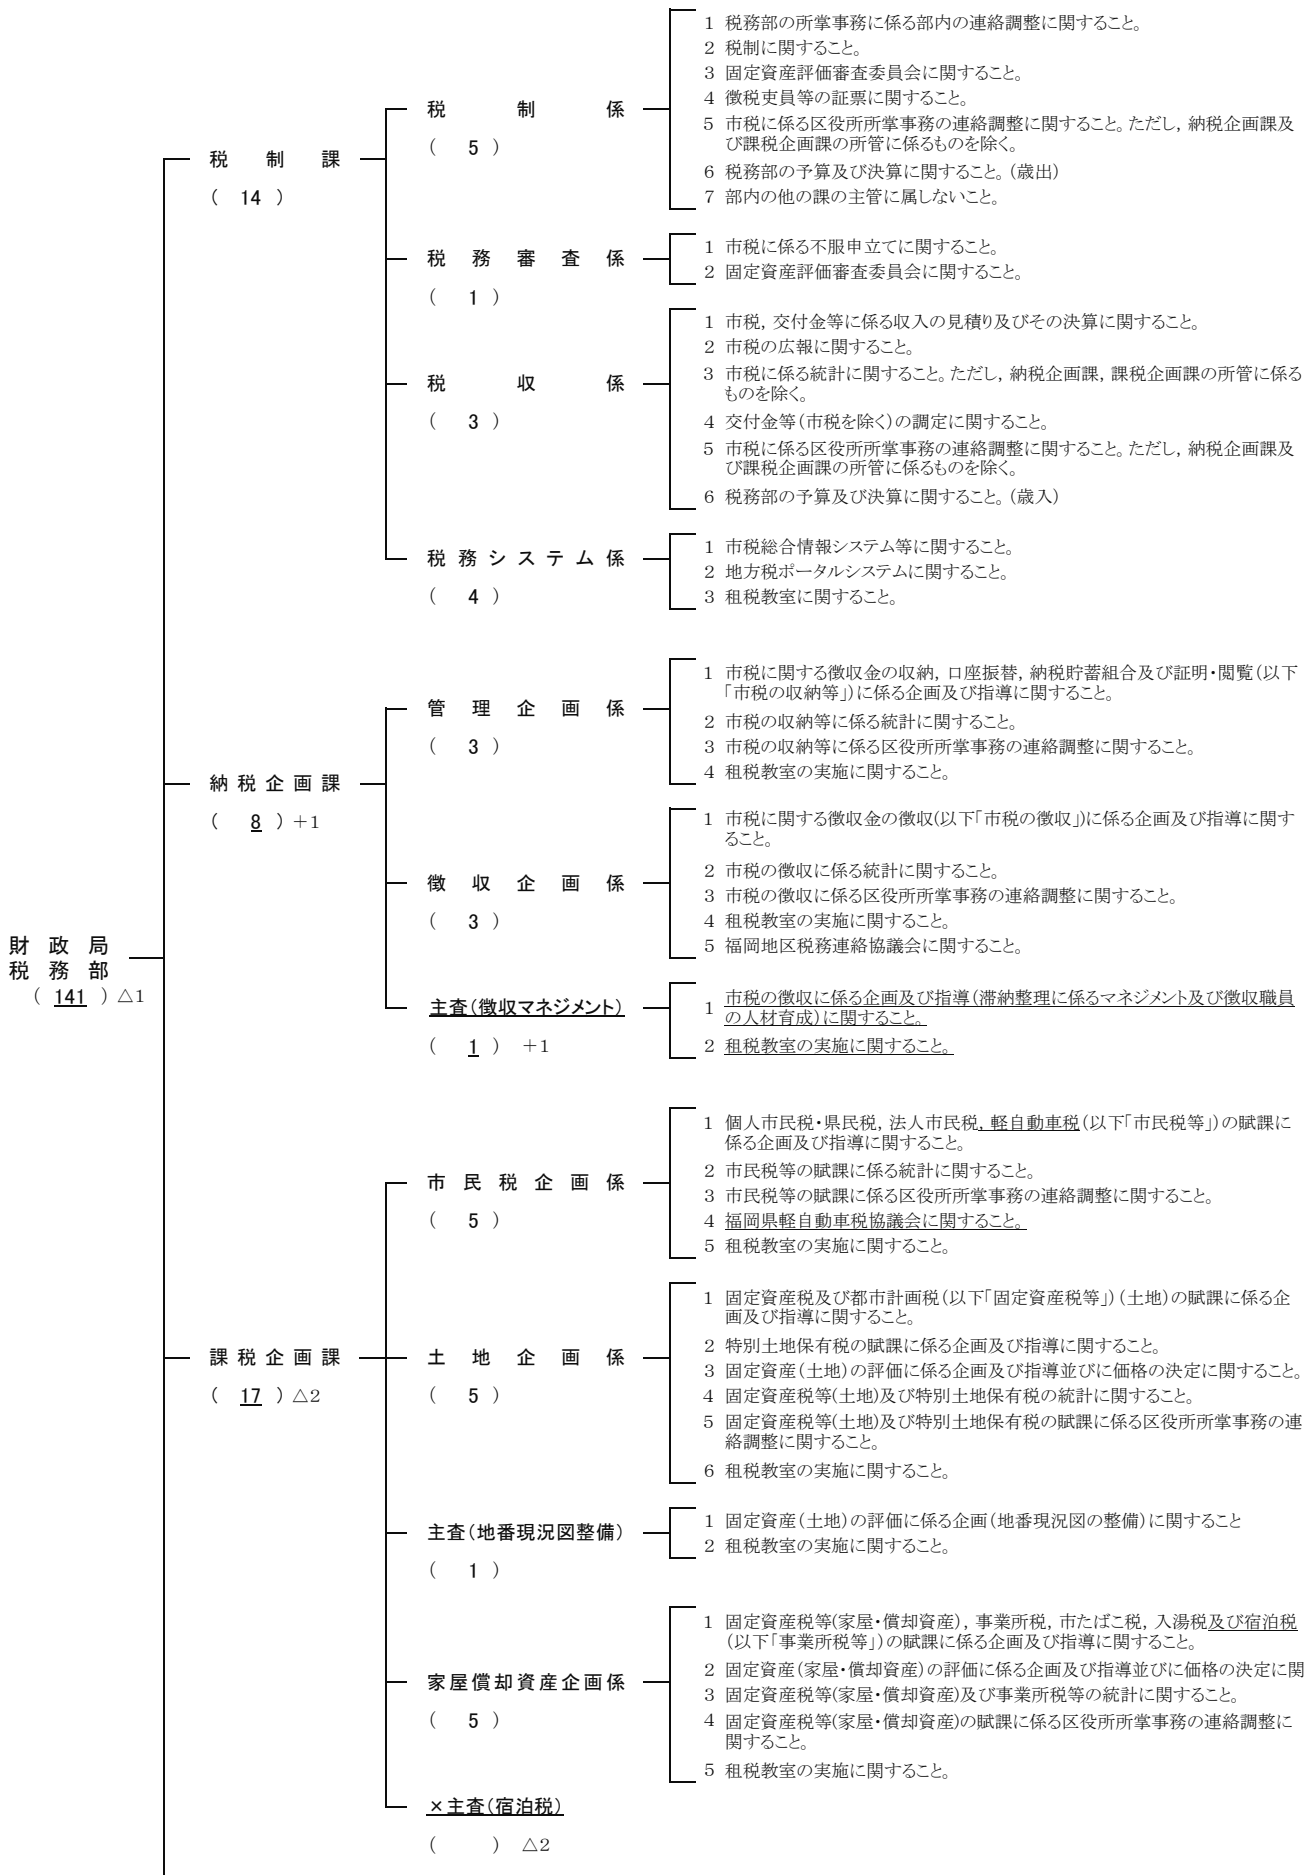 財政局
税務部
( 141 ) △1
税制課
( 14 )
税制係
( 5 )
1 税務部の所掌事務に係る部内の連絡調整に関すること。
2 税制に関すること。
3 固定資産評価審査委員会に関すること。
4 徴税吏員等の証票に関すること。
5 市税に係る区役所所掌事務の連絡調整に関すること。ただし，納税企画課及
び課税企画課の所管に係るものを除く。
6 税務部の予算及び決算に関すること。（歳出）
7 部内の他の課の主管に属しないこと。
税務審査係
( 1 )
1 市税に係る不服申立てに関すること。
2 固定資産評価審査委員会に関すること。
税収係
( 3 )
1 市税，交付金等に係る収入の見積り及びその決算に関すること。
2 市税の広報に関すること。
3 市税に係る統計に関すること。ただし，納税企画課，課税企画課の所管に係る
ものを除く。
4 交付金等（市税を除く）の調定に関すること。
5 市税に係る区役所所掌事務の連絡調整に関すること。ただし，納税企画課及
び課税企画課の所管に係るものを除く。
6 税務部の予算及び決算に関すること。（歳入）
税務システム係
( 4 )
1 市税総合情報システム等に関すること。
2 地方税ポータルシステムに関すること。
3 租税教室に関すること。
納税企画課
( 8 ) ＋1
管理企画係
( 3 )
1 市税に関する徴収金の収納，口座振替，納税貯蓄組合及び証明・閲覧（以下
「市税の収納等」）に係る企画及び指導に関すること。
2 市税の収納等に係る統計に関すること。
3 市税の収納等に係る区役所所掌事務の連絡調整に関すること。
4 租税教室の実施に関すること。
徴収企画係
( 3 )
1 市税に関する徴収金の徴収(以下「市税の徴収」)に係る企画及び指導に関す
ること。
2 市税の徴収に係る統計に関すること。
3 市税の徴収に係る区役所所掌事務の連絡調整に関すること。
4 租税教室の実施に関すること。
5 福岡地区税務連絡協議会に関すること。
主査(徴収マネジメント)
( 1 ) ＋1
1 市税の徴収に係る企画及び指導（滞納整理に係るマネジメント及び徴収職員
の人材育成）に関すること。
2 租税教室の実施に関すること。
課税企画課
( 17 ) △2
市民税企画係
( 5 )
1 個人市民税・県民税，法人市民税，軽自動車税（以下「市民税等」）の賦課に
係る企画及び指導に関すること。
2 市民税等の賦課に係る統計に関すること。
3 市民税等の賦課に係る区役所所掌事務の連絡調整に関すること。
4 福岡県軽自動車税協議会に関すること。
5 租税教室の実施に関すること。
土地企画係
( 5 )
1 固定資産税及び都市計画税（以下「固定資産税等」）（土地）の賦課に係る企
画及び指導に関すること。
2 特別土地保有税の賦課に係る企画及び指導に関すること。
3 固定資産（土地）の評価に係る企画及び指導並びに価格の決定に関すること。
4 固定資産税等(土地)及び特別土地保有税の統計に関すること。
5 固定資産税等(土地)及び特別土地保有税の賦課に係る区役所所掌事務の連
絡調整に関すること。
6 租税教室の実施に関すること。
主査(地番現況図整備)
( 1 )
1 固定資産（土地）の評価に係る企画（地番現況図の整備）に関すること
2 租税教室の実施に関すること。
家屋償却資産企画係
( 5 )
1 固定資産税等(家屋・償却資産)，事業所税，市たばこ税，入湯税及び宿泊税
（以下「事業所税等」）の賦課に係る企画及び指導に関すること。
2 固定資産（家屋・償却資産）の評価に係る企画及び指導並びに価格の決定に関
3 固定資産税等(家屋・償却資産)及び事業所税等の統計に関すること。
4 固定資産税等(家屋・償却資産)の賦課に係る区役所所掌事務の連絡調整に
関すること。
5 租税教室の実施に関すること。
×主査(宿泊税)
( ) △2